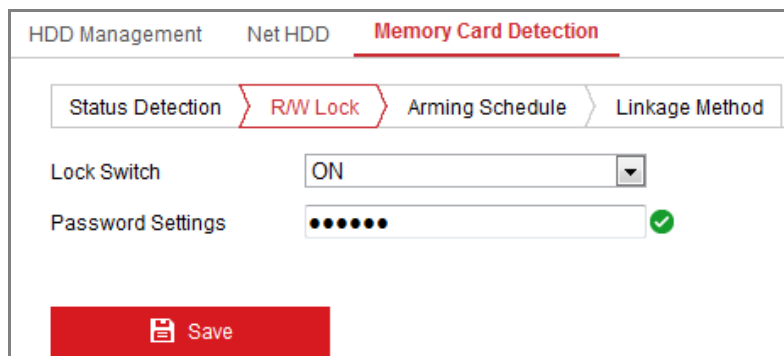 HDD Management Net HDD Memory Card Detection
Status Detection R/W Lock Arming Schedule Linkage Method
Lock Switch ON
Password Settings ●●●●●●
Save